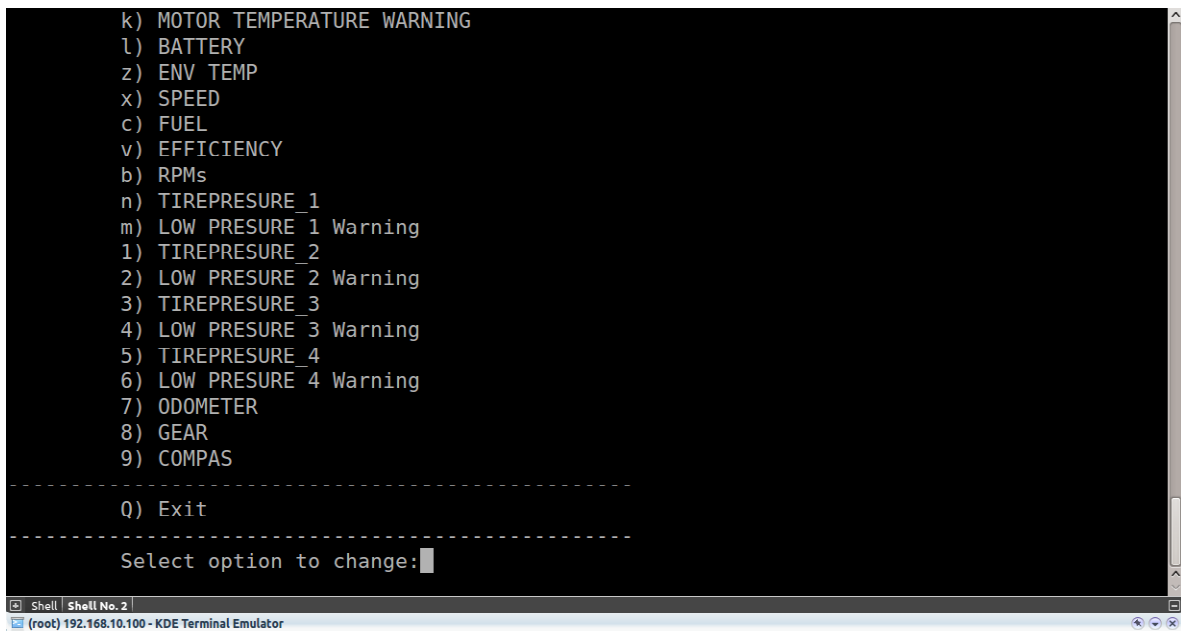 k) MOTOR TEMPERATURE WARNING
l) BATTERY
z) ENV TEMP
x) SPEED
c) FUEL
v) EFFICIENCY
b) RPMs
n) TIREPRESURE_1
m) LOW PRESURE 1 Warning
1) TIREPRESURE_2
2) LOW PRESURE 2 Warning
3) TIREPRESURE_3
4) LOW PRESURE 3 Warning
5) TIREPRESURE_4
6) LOW PRESURE 4 Warning
7) ODOMETER
8) GEAR
9) COMPAS
--------------------------------------------------
Q) Exit
--------------------------------------------------
Select option to change:
Shell Shell No. 2
(root) 192.168.10.100 - KDE Terminal Emulator